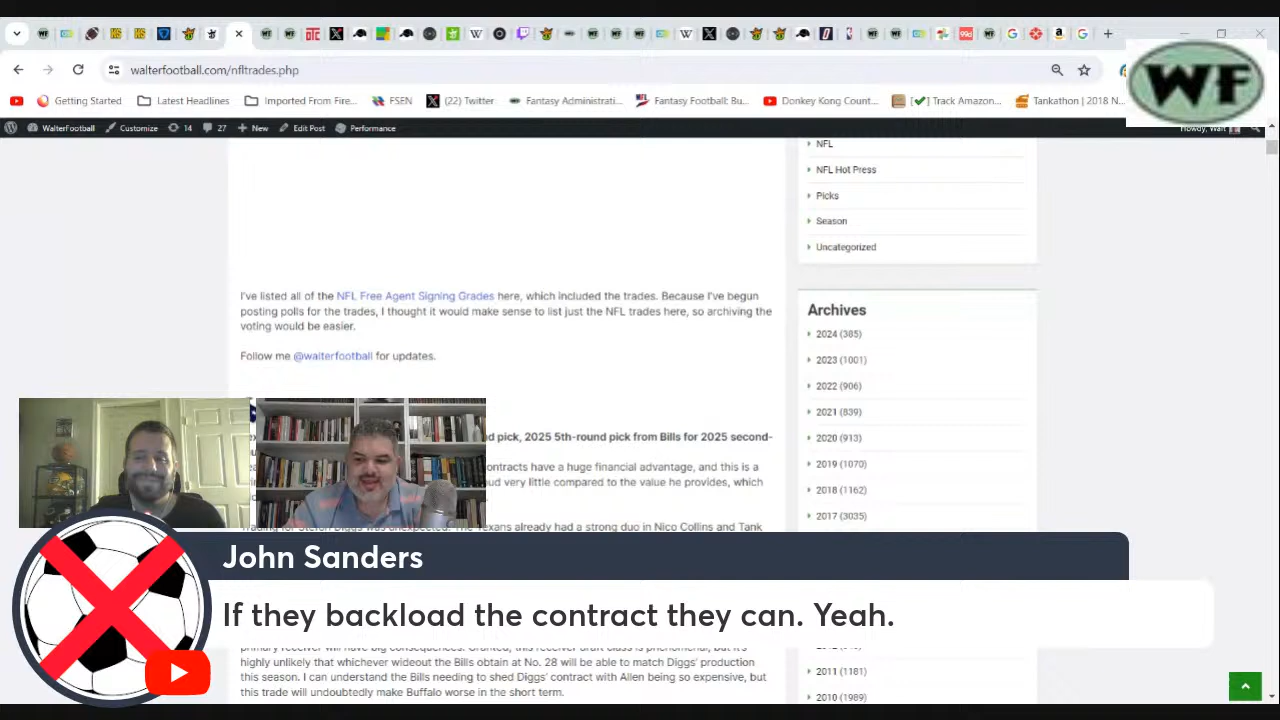 walterfootball.com/nfltrades.php
WF
Getting Started
Latest Headlines
Imported From Fire...
FSEN
(22) Twitter
Fantasy Administrati...
Fantasy Football: Bu...
Donkey Kong Count...
Track Amazon...
Tankathon | 2018 N...
WalterFootball
Customize
14
27
New
Edit Post
Performance
Howdy, Walt
NFL
NFL Hot Press
Picks
Season
Uncategorized
I've listed all of the NFL Free Agent Signing Grades here, which included the trades. Because I've begun
posting polls for the trades, I thought it would make sense to list just the NFL trades here, so archiving the
voting would be easier.
Follow me @walterfootball for updates.
Archives
2024 (385)
2023 (1001)
2022 (906)
2021 (839)
2020 (913)
2019 (1070)
2018 (1162)
2017 (3035)
pick, 2025 5th-round pick from Bills for 2025 second-
contracts have a huge financial advantage, and this is a
very little compared to the value he provides, which
Trading for Stefon Diggs was unexpected. The Texans already had a strong duo in Nico Collins and Tank
John Sanders
If they backload the contract they can. Yeah.
primary receiver will have big consequences. Granted, this receiver draft class is phenomenal, but it's
highly unlikely that whichever wideout the Bills obtain at No. 28 will be able to match Diggs' production
this season. I can understand the Bills needing to shed Diggs' contract with Allen being so expensive, but
this trade will undoubtedly make Buffalo worse in the short term.
2011 (1181)
2010 (1989)